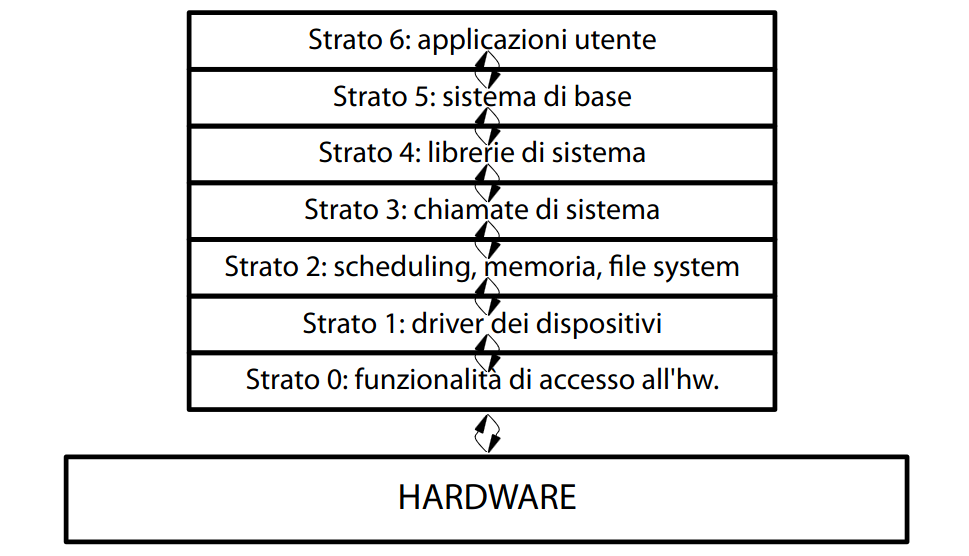 Strato 6: applicazioni utente
Strato 5: sistema di base
Strato 4: librerie di sistema
Strato 3: chiamate di sistema
Strato 2: scheduling, memoria, file system
Strato 1: driver dei dispositivi
Strato 0: funzionalità di accesso all'hw.
HARDWARE